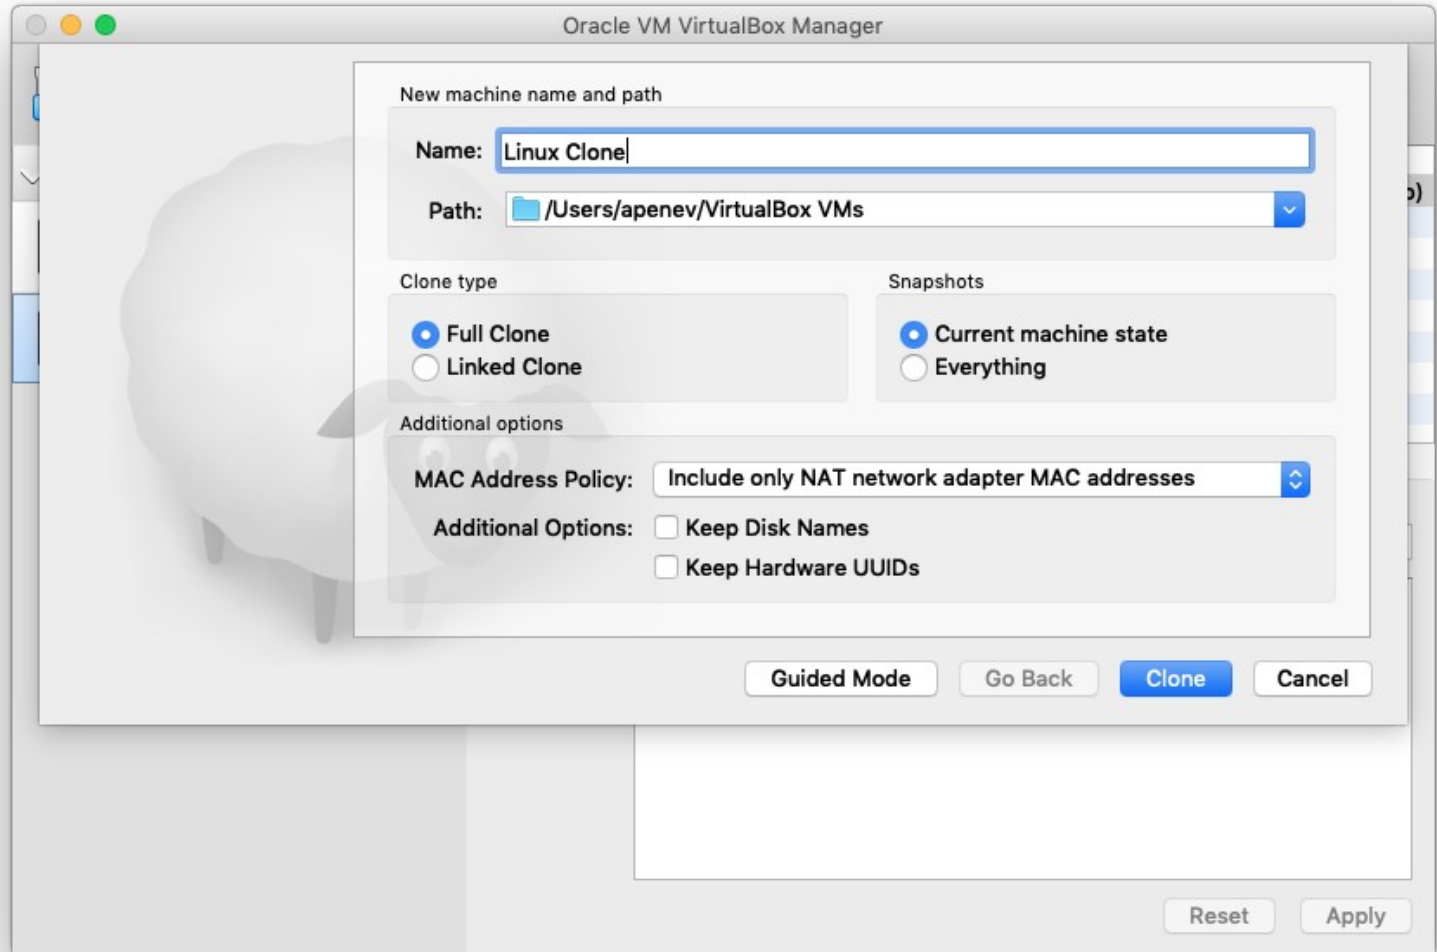 Oracle VM VirtualBox Manager
New machine name and path
Name: Linux Clone
Path: /Users/apenev/VirtualBox VMs
Clone type
Snapshots
Full Clone
Linked Clone
Current machine state
Everything
Additional options
MAC Address Policy: Include only NAT network adapter MAC addresses
Additional Options: Keep Disk Names
Keep Hardware UUIDs
Guided Mode Go Back Clone Cancel
Reset Apply